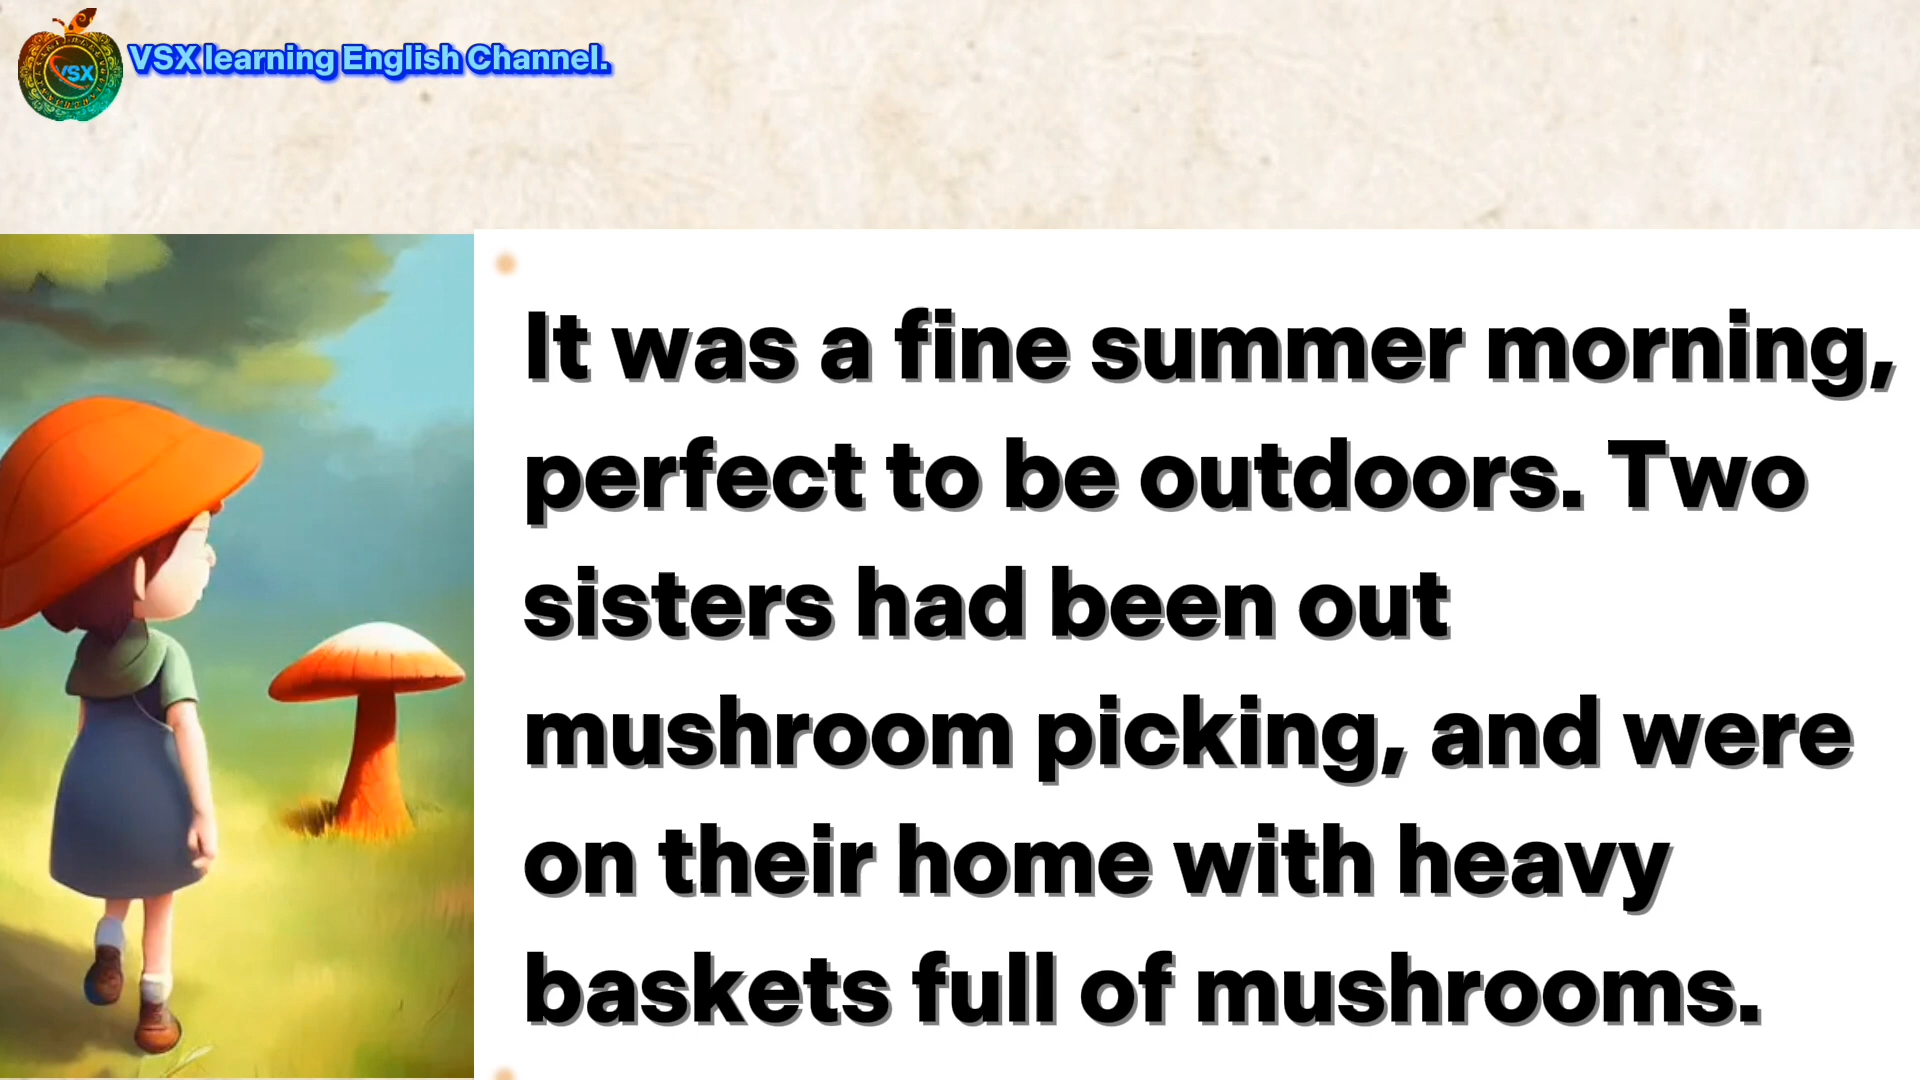 VSX
VSX learning English Channel.
It was a fine summer morning,
perfect to be outdoors. Two
sisters had been out
mushroom picking, and were
on their home with heavy
baskets full of mushrooms.